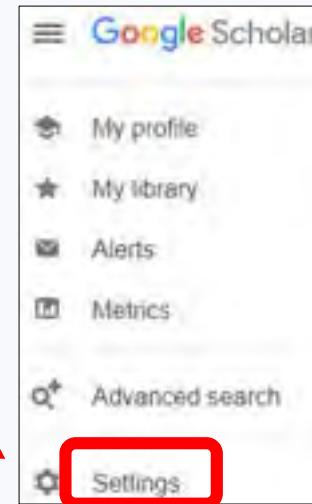 Google Scholar
My profile
My library
Alerts
Metrics
Advanced search
Settings